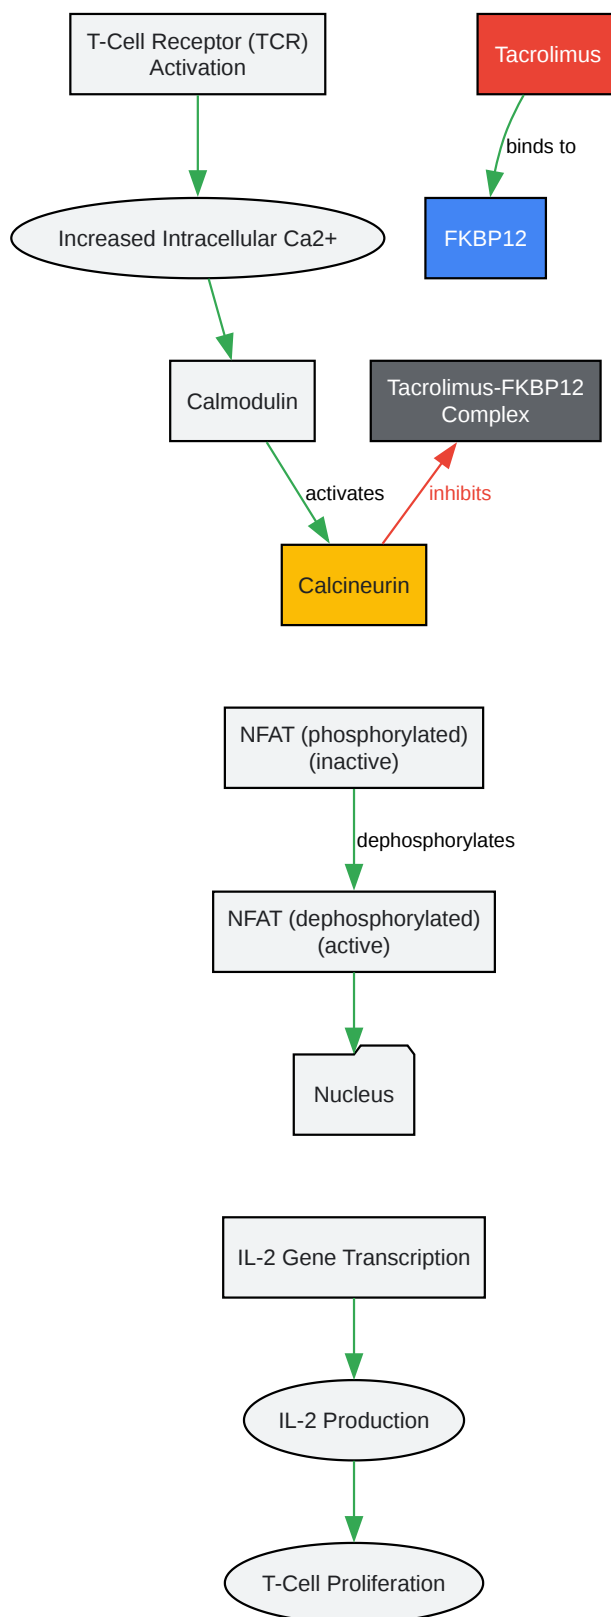 T-Cell Receptor (TCR)
Activation
Tacrolimus
binds to
Increased Intracellular Ca2+
FKBP12
Calmodulin
Tacrolimus-FKBP12
Complex
activates
inhibits
Calcineurin
NFAT (phosphorylated)
(inactive)
dephosphorylates
NFAT (dephosphorylated)
(active)
Nucleus
IL-2 Gene Transcription
IL-2 Production
T-Cell Proliferation